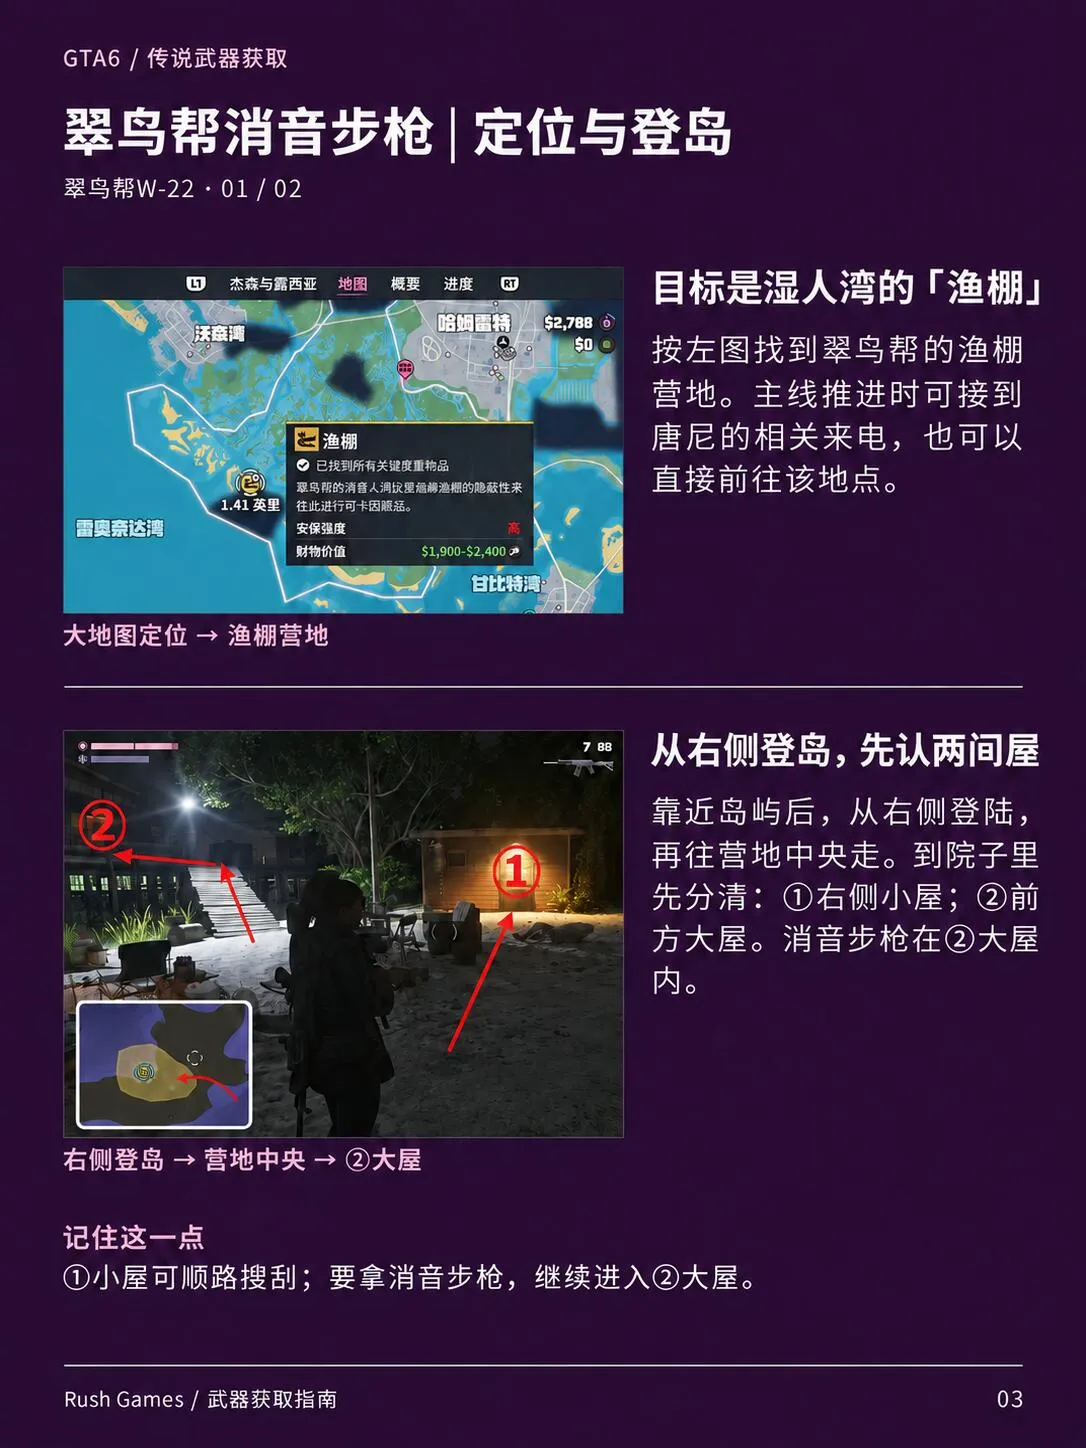 GTA6 / 传说武器获取
翠鸟帮消音步枪 | 定位与登岛
翠鸟帮W-22 · 01 / 02
L1 杰森与露西亚 地图 概要 进度 RT
沃森湾
哈姆雷特
$2,788
$0
渔棚
已找到所有关键度重物品
往此进行可卡因
安保强度 高
财物价值 $1,900-$2,400
1.41 英里
雷奥奈达湾
甘比特湾
大地图定位 → 渔棚营地
目标是湿人湾的「渔棚」
按左图找到翠鸟帮的渔棚
营地。主线推进时可接到
唐尼的相关来电，也可以
直接前往该地点。
7 88
②
①
右侧登岛 → 营地中央 → ②大屋
从右侧登岛，先认两间屋
靠近岛屿后，从右侧登陆，
再往营地中央走。到院子里
先分清：①右侧小屋；②前
方大屋。消音步枪在②大屋
内。
记住这一点
①小屋可顺路搜刮；要拿消音步枪，继续进入②大屋。
Rush Games / 武器获取指南
03